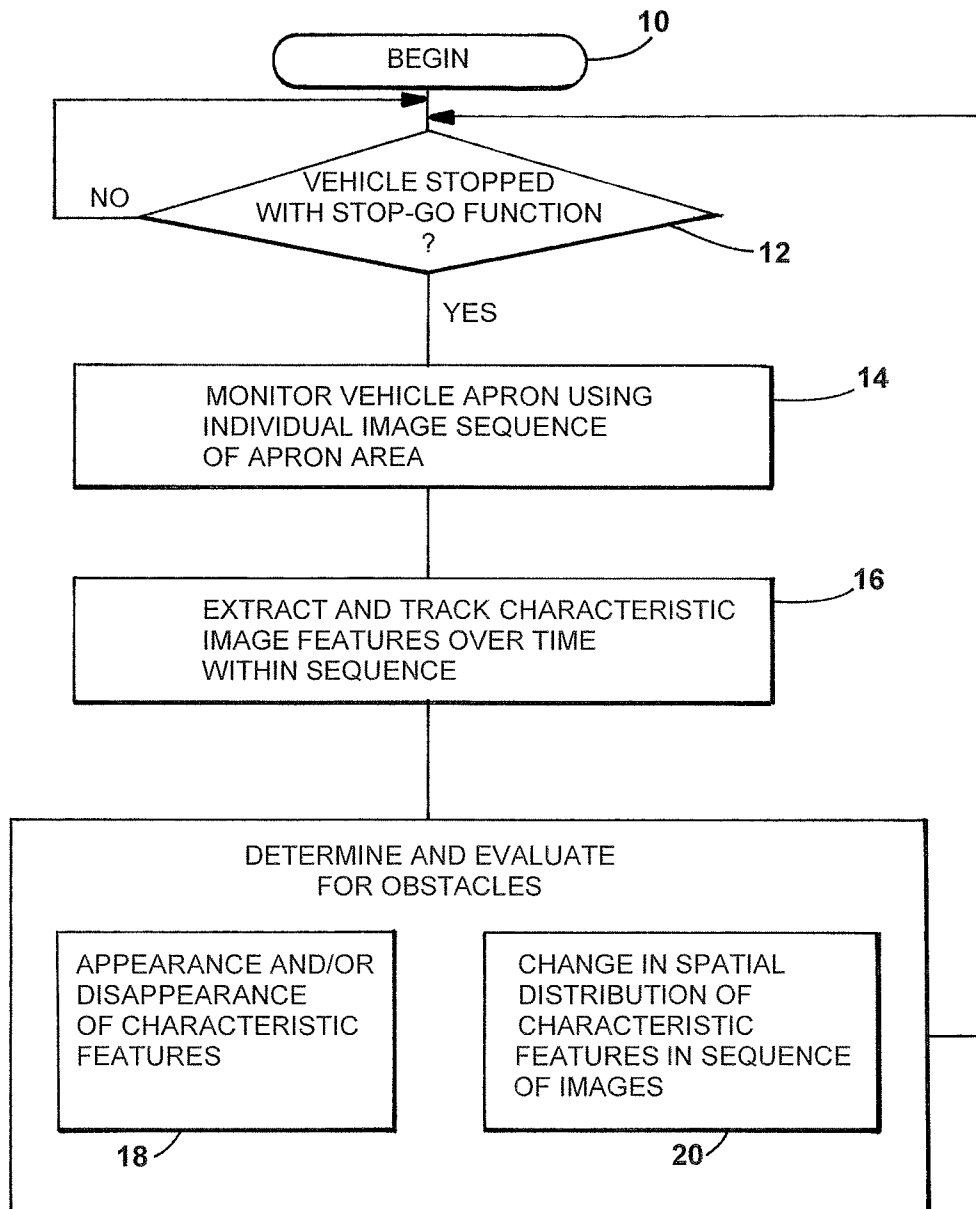 10
BEGIN
NO
VEHICLE STOPPED
WITH STOP-GO FUNCTION
?
12
YES
14
MONITOR VEHICLE APRON USING
INDIVIDUAL IMAGE SEQUENCE
OF APRON AREA
16
EXTRACT AND TRACK CHARACTERISTIC
IMAGE FEATURES OVER TIME
WITHIN SEQUENCE
DETERMINE AND EVALUATE
FOR OBSTACLES
APPEARANCE AND/OR
DISAPPEARANCE
OF CHARACTERISTIC
FEATURES
18
CHANGE IN SPATIAL
DISTRIBUTION OF
CHARACTERISTIC
FEATURES IN SEQUENCE
OF IMAGES
20